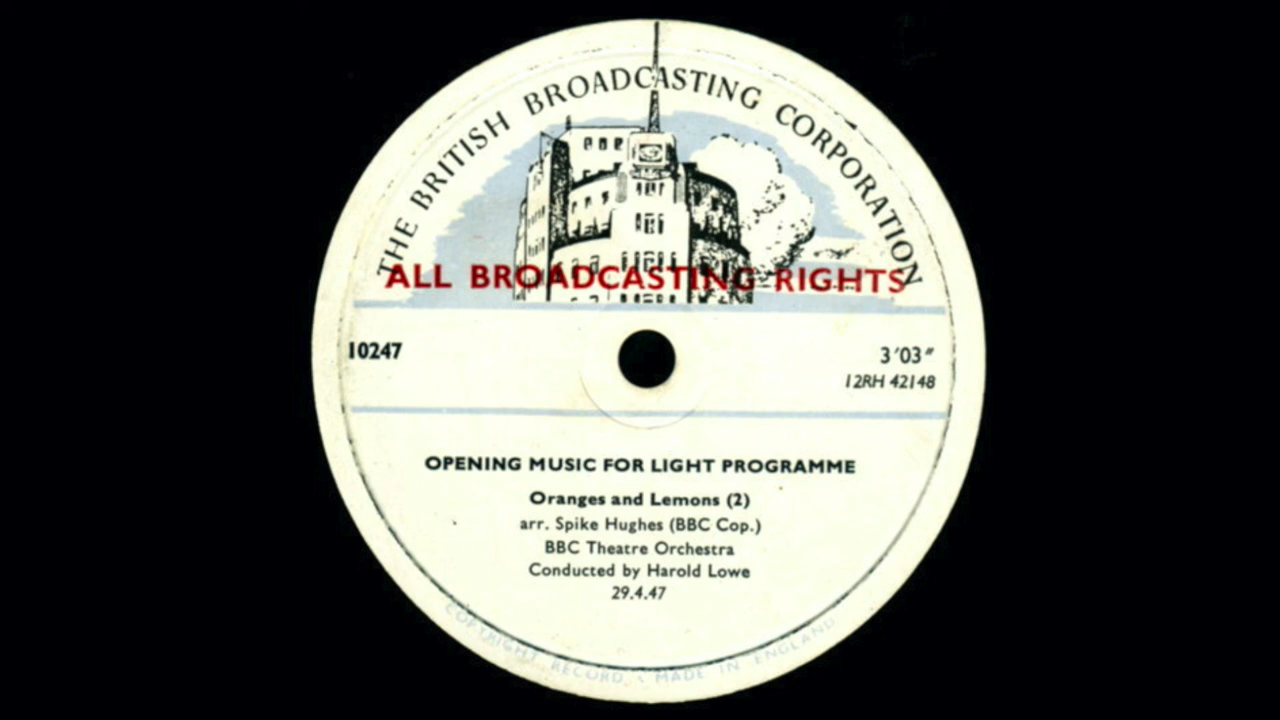 THE BRITISH BROADCASTING CORPORATION
ALL BROADCASTING RIGHTS
10247
3′03″
12RH 42148
OPENING MUSIC FOR LIGHT PROGRAMME
Oranges and Lemons (2)
arr. Spike Hughes (BBC Cop.)
BBC Theatre Orchestra
Conducted by Harold Lowe
29.4.47
COPYRIGHT RECORD . MADE IN ENGLAND